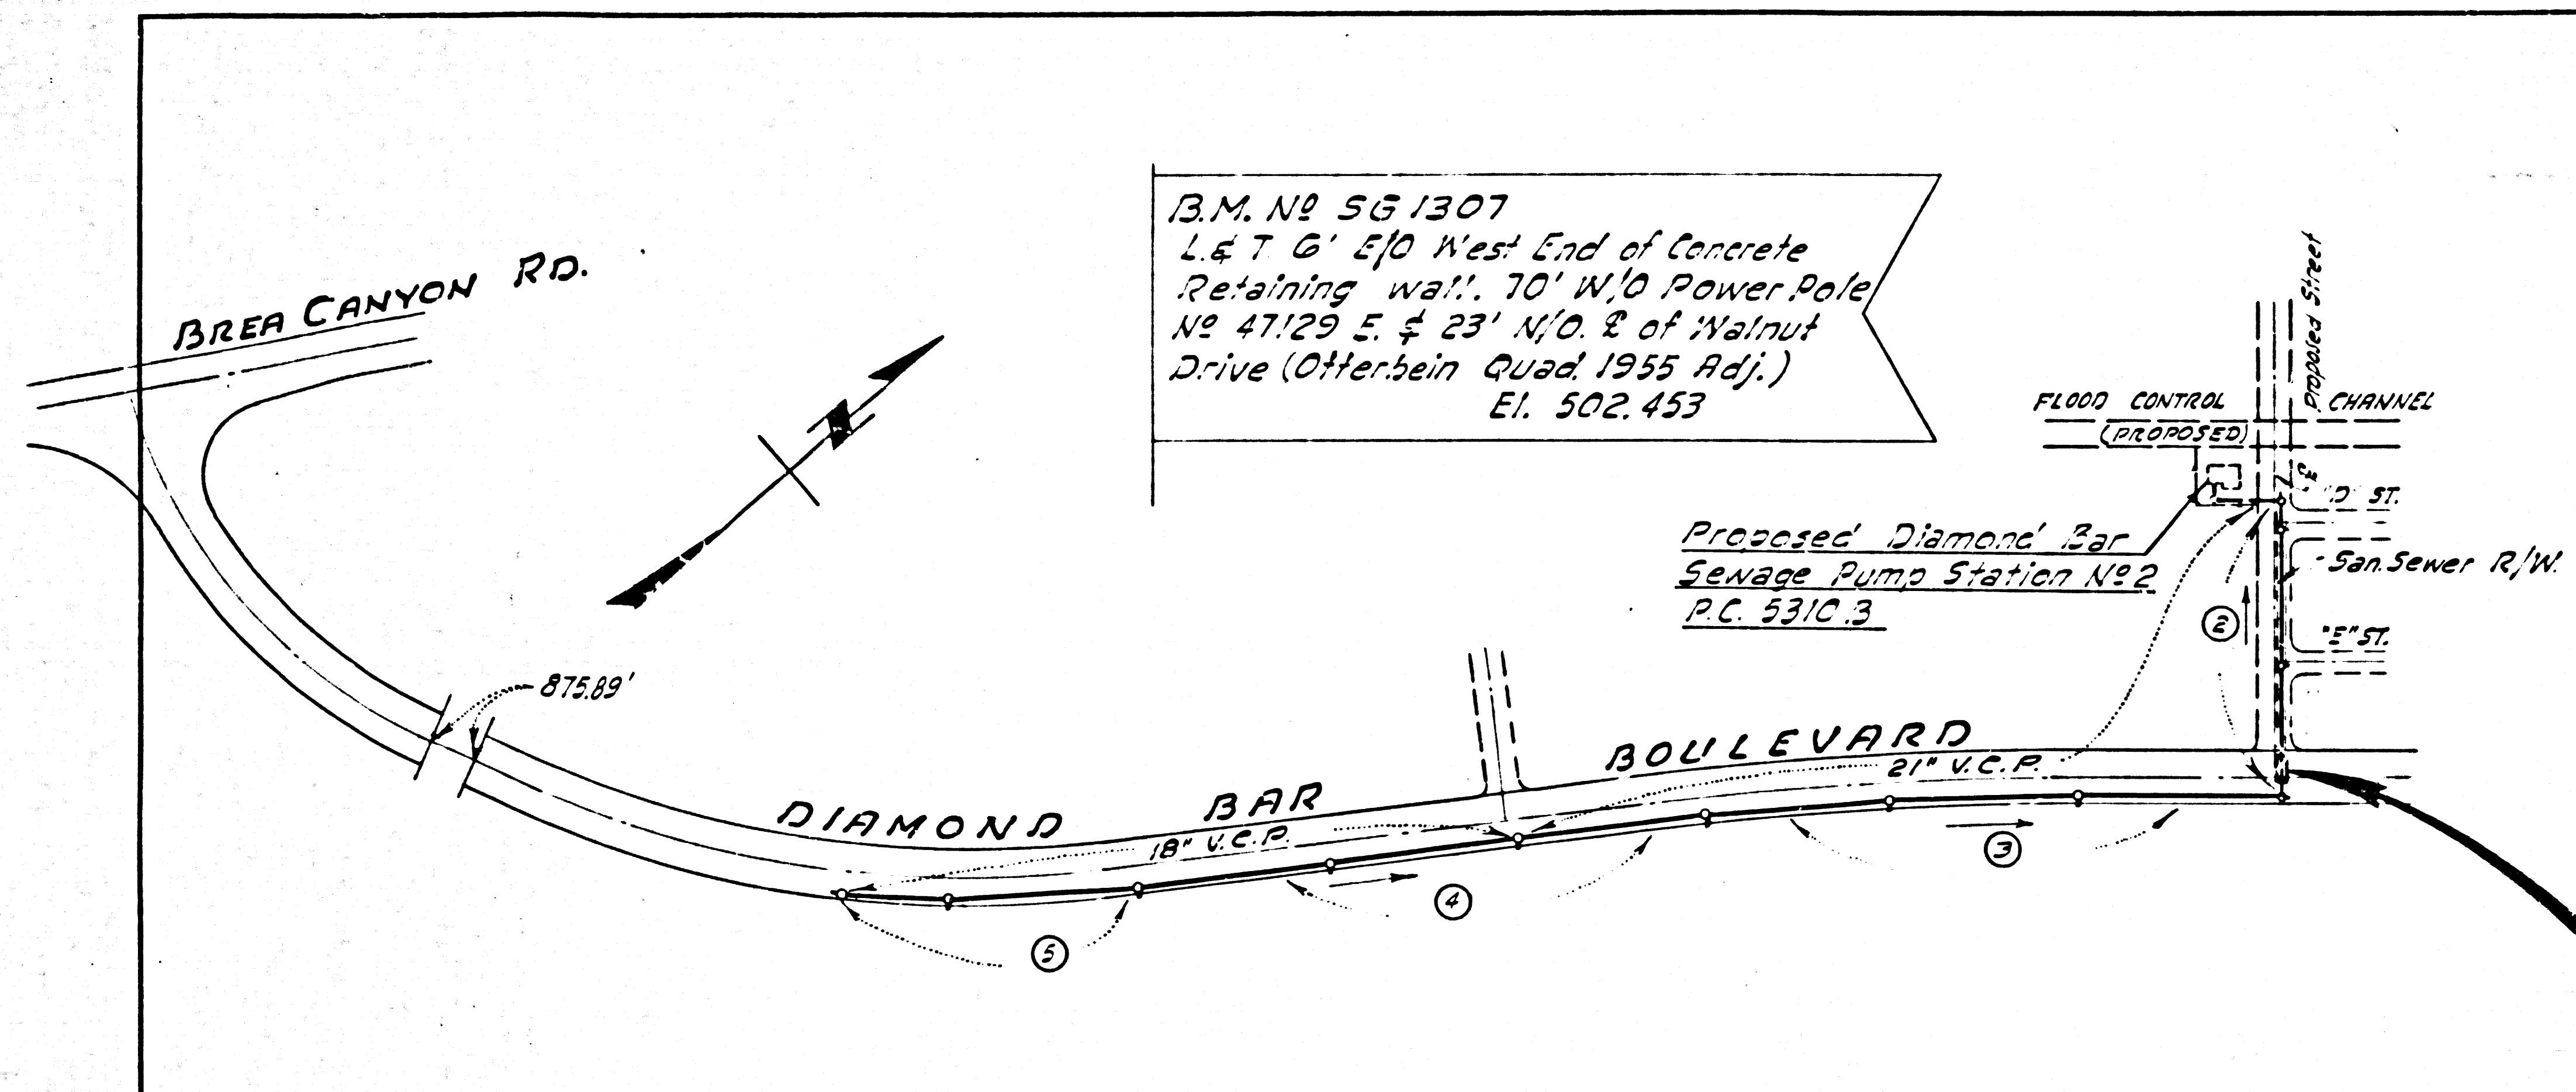 BREA CANYON RD.
B.M. Nº SG 1307
L.& T 6' E/O West End of Concrete
Retaining wall. 70' W/O Power Pole
Nº 47129 E. & 23' N/O. ℄ of Walnut
Drive (Otterbein Quad. 1955 Adj.)
El. 502.453
Proposed Street
FLOOD CONTROL CHANNEL
(PROPOSED)
℄
"D" ST.
Proposed Diamond Bar
Sewage Pump Station Nº 2
P.C. 5310.3
San. Sewer R/W.
2
"E" ST.
875.89'
DIAMOND BAR BOULEVARD
21" V.C.P.
18" V.C.P.
3
4
5